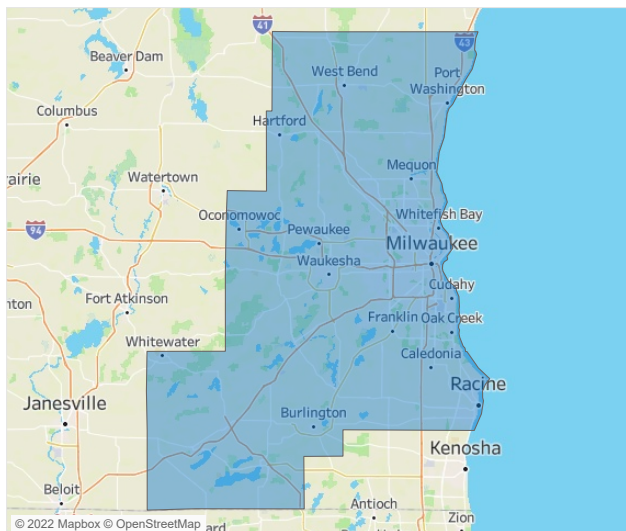 41
43
Beaver Dam
West Bend
Port
Washington
Columbus
Hartford
rairie
Watertown
Mequon
Oconomowoc
Whitefish Bay
94
Pewaukee
Milwaukee
Waukesha
Cudahy
nton
Fort Atkinson
Franklin
Oak Creek
Whitewater
Caledonia
Janesville
Racine
Burlington
Kenosha
Beloit
Antioch
Zion
© 2022 Mapbox © OpenStreetMap
ard